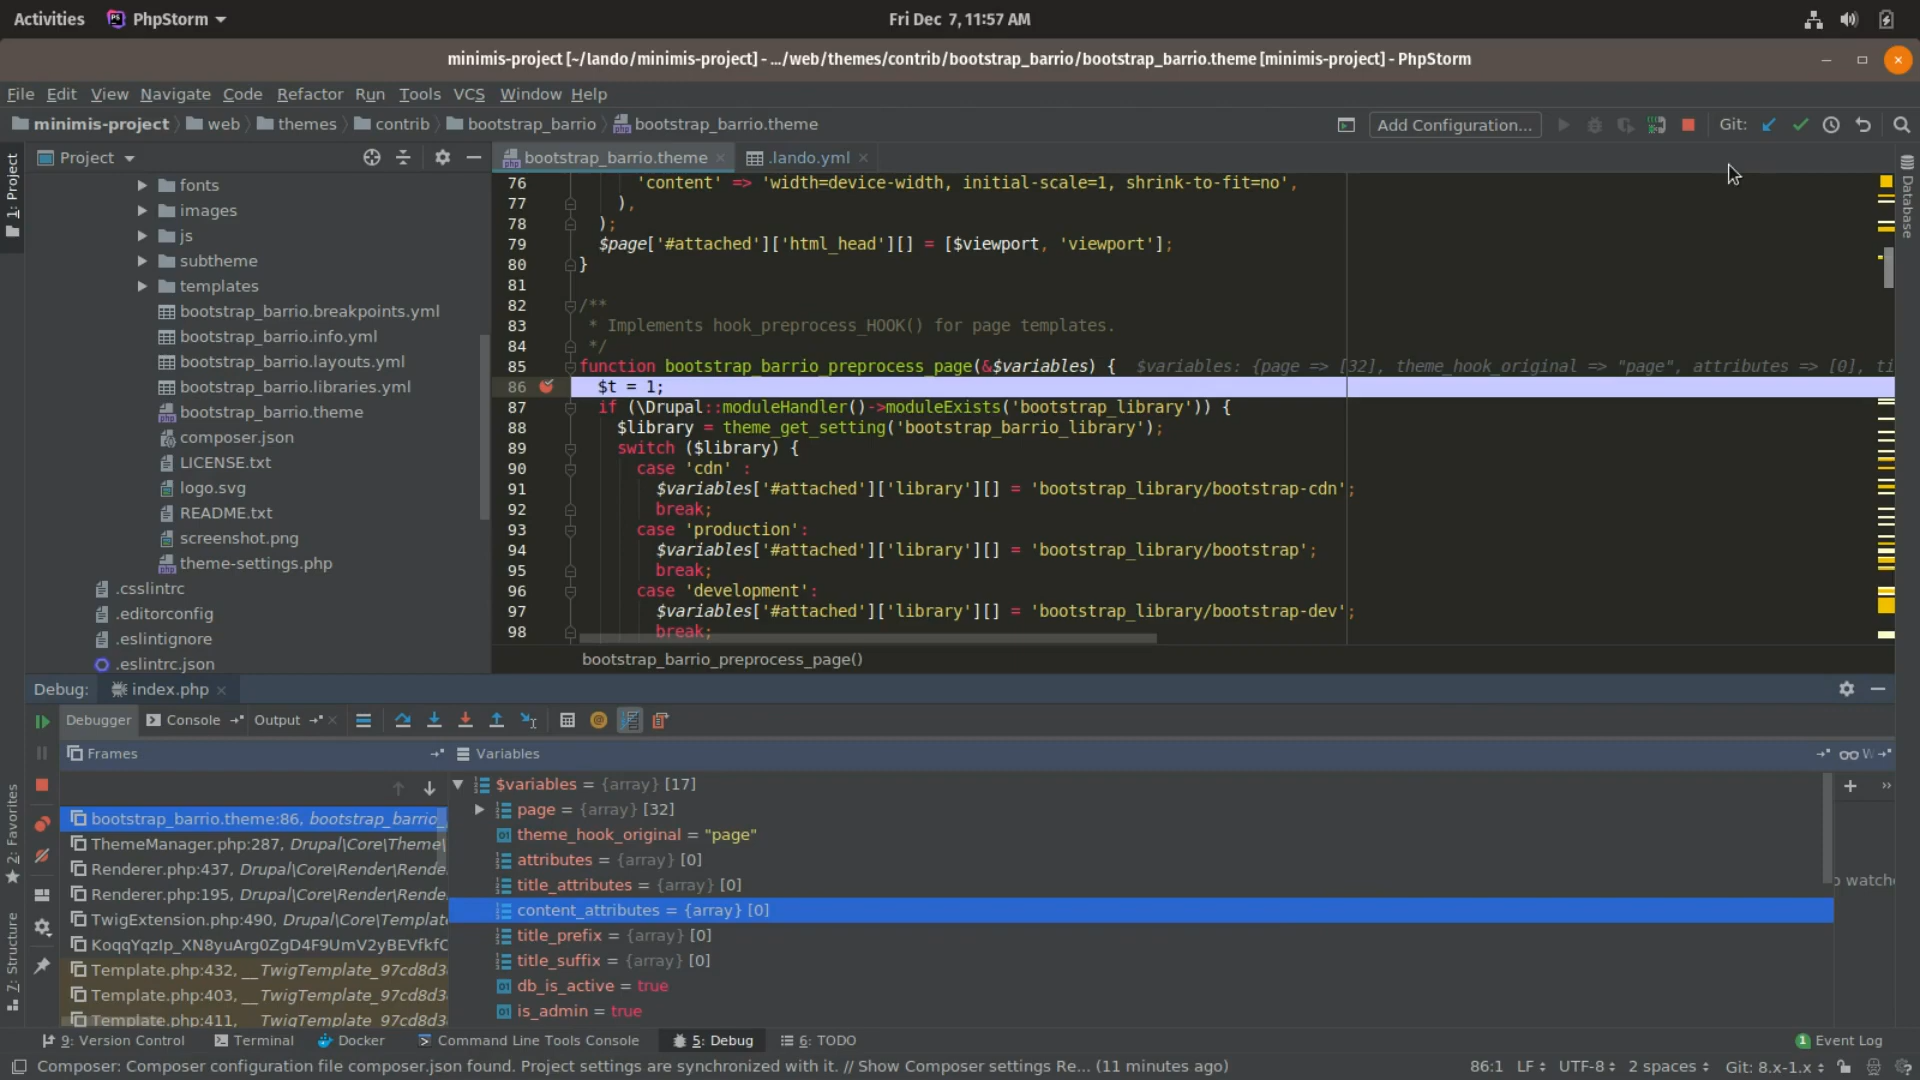 Activities PhpStorm Fri Dec 7, 11:57 AM
minimis-project [~/lando/minimis-project] - .../web/themes/contrib/bootstrap_barrio/bootstrap_barrio.theme [minimis-project] - PhpStorm
File Edit View Navigate Code Refactor Run Tools VCS Window Help
minimis-project web themes contrib bootstrap_barrio bootstrap_barrio.theme Add Configuration... Git:
1: Project
Project
fonts
images
js
subtheme
templates
bootstrap_barrio.breakpoints.yml
bootstrap_barrio.info.yml
bootstrap_barrio.layouts.yml
bootstrap_barrio.libraries.yml
bootstrap_barrio.theme
composer.json
LICENSE.txt
logo.svg
README.txt
screenshot.png
theme-settings.php
.csslintrc
.editorconfig
.eslintignore
.eslintrc.json
bootstrap_barrio.theme .lando.yml
76 'content' => 'width=device-width, initial-scale=1, shrink-to-fit=no',
77 ),
78 );
79 $page['#attached']['html_head'][] = [$viewport, 'viewport'];
80 }
81
82 /**
83 * Implements hook_preprocess_HOOK() for page templates.
84 */
85 function bootstrap_barrio_preprocess_page(&$variables) { $variables: {page => [32], theme_hook_original => "page", attributes => [0], ti
86 $t = 1;
87 if (\Drupal::moduleHandler()->moduleExists('bootstrap_library')) {
88 $library = theme_get_setting('bootstrap_barrio_library');
89 switch ($library) {
90 case 'cdn' :
91 $variables['#attached']['library'][] = 'bootstrap_library/bootstrap-cdn';
92 break;
93 case 'production':
94 $variables['#attached']['library'][] = 'bootstrap_library/bootstrap';
95 break;
96 case 'development':
97 $variables['#attached']['library'][] = 'bootstrap_library/bootstrap-dev';
98 break;
bootstrap_barrio_preprocess_page()
Database
Debug: index.php
Debugger Console Output
Frames
bootstrap_barrio.theme:86, bootstrap_barrio_
ThemeManager.php:287, Drupal\Core\Theme\
Renderer.php:437, Drupal\Core\Render\Rende
Renderer.php:195, Drupal\Core\Render\Rende
TwigExtension.php:490, Drupal\Core\Templat
Template.php:432, __TwigTemplate_97cd8d3
Template.php:403, __TwigTemplate_97cd8d3
Template.php:411, __TwigTemplate_97cd8d3
Variables
$variables = {array} [17]
page = {array} [32]
theme_hook_original = "page"
attributes = {array} [0]
title_attributes = {array} [0]
content_attributes = {array} [0]
title_prefix = {array} [0]
title_suffix = {array} [0]
db_is_active = true
is_admin = true
W
o watche
2: Favorites
7: Structure
9: Version Control Terminal Docker Command Line Tools Console 5: Debug 6: TODO 1 Event Log
Composer: Composer configuration file composer.json found. Project settings are synchronized with it. // Show Composer settings Re... (11 minutes ago) 86:1 LF UTF-8 2 spaces Git: 8.x-1.x